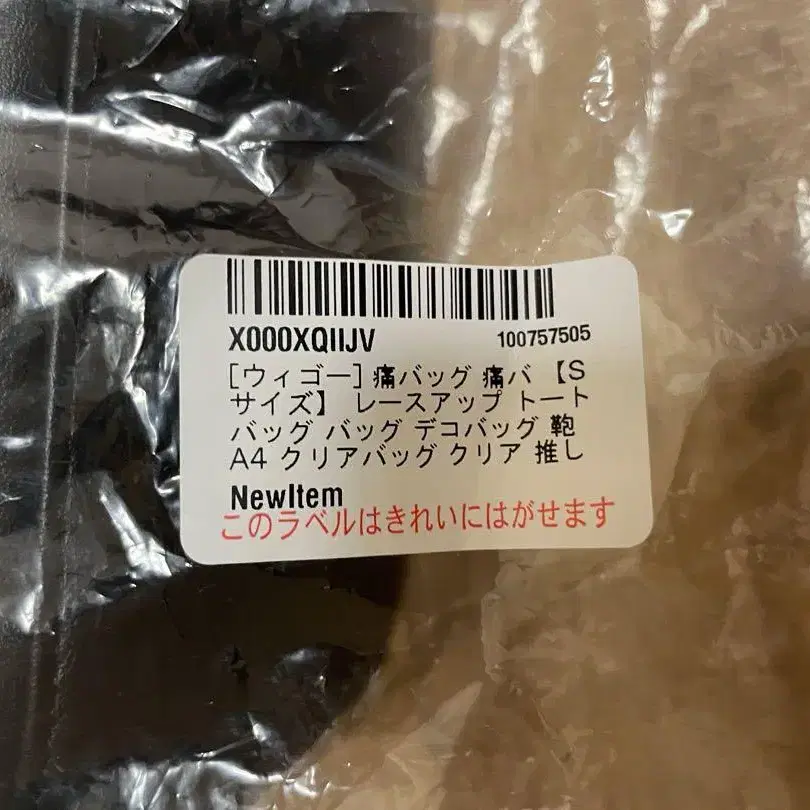 X000XQIIJV 100757505
[ウィゴー] 痛バッグ 痛バ 【S
サイズ】 レースアップ トート
バッグ バッグ デコバッグ 鞄
A4 クリアバッグ クリア 推し
NewItem
このラベルはきれいにはがせます